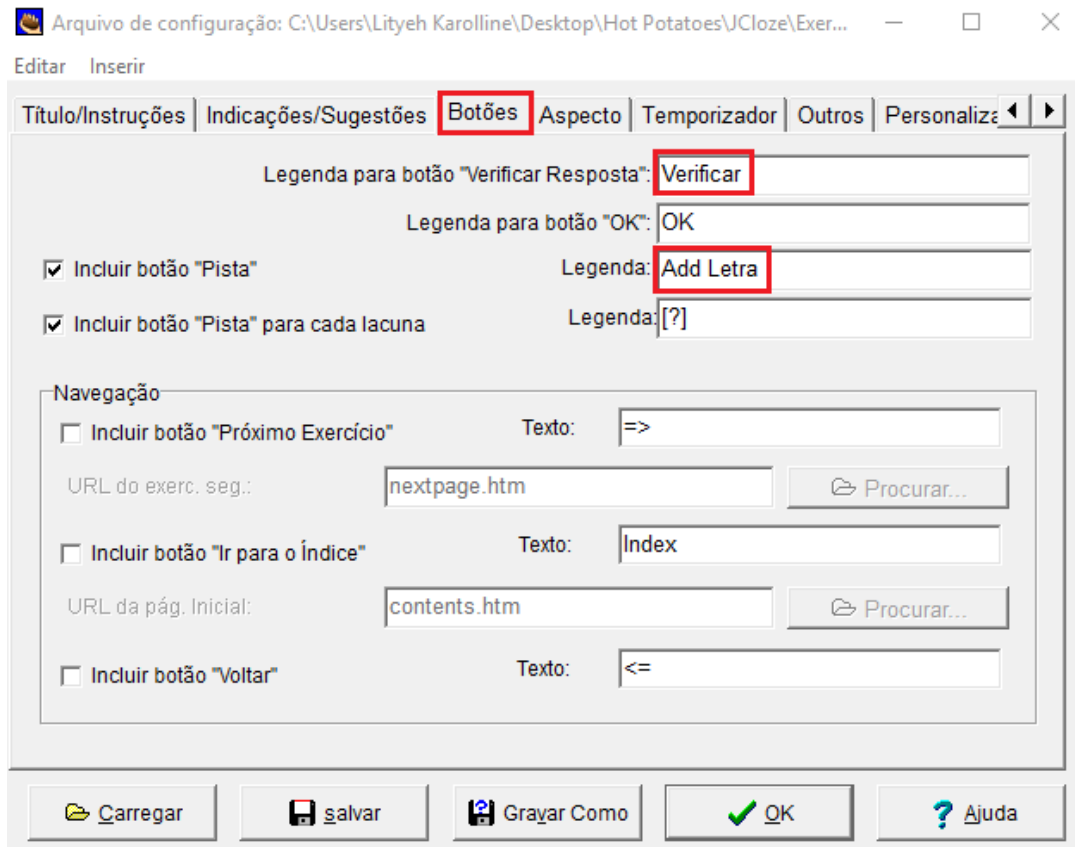 Arquivo de configuração: C:\Users\Lityeh Karolline\Desktop\Hot Potatoes\JCloze\Exer...
Editar Inserir
Título/Instruções Indicações/Sugestões Botões Aspecto Temporizador Outros Personaliza
Legenda para botão "Verificar Resposta": Verificar
Legenda para botão "OK": OK
Incluir botão "Pista" Legenda: Add Letra
Incluir botão "Pista" para cada lacuna Legenda: [?]
Navegação
Incluir botão "Próximo Exercício" Texto: =>
URL do exerc. seg.: nextpage.htm Procurar...
Incluir botão "Ir para o Índice" Texto: Index
URL da pág. Inicial: contents.htm Procurar...
Incluir botão "Voltar" Texto: <=
Carregar salvar Gravar Como OK Ajuda